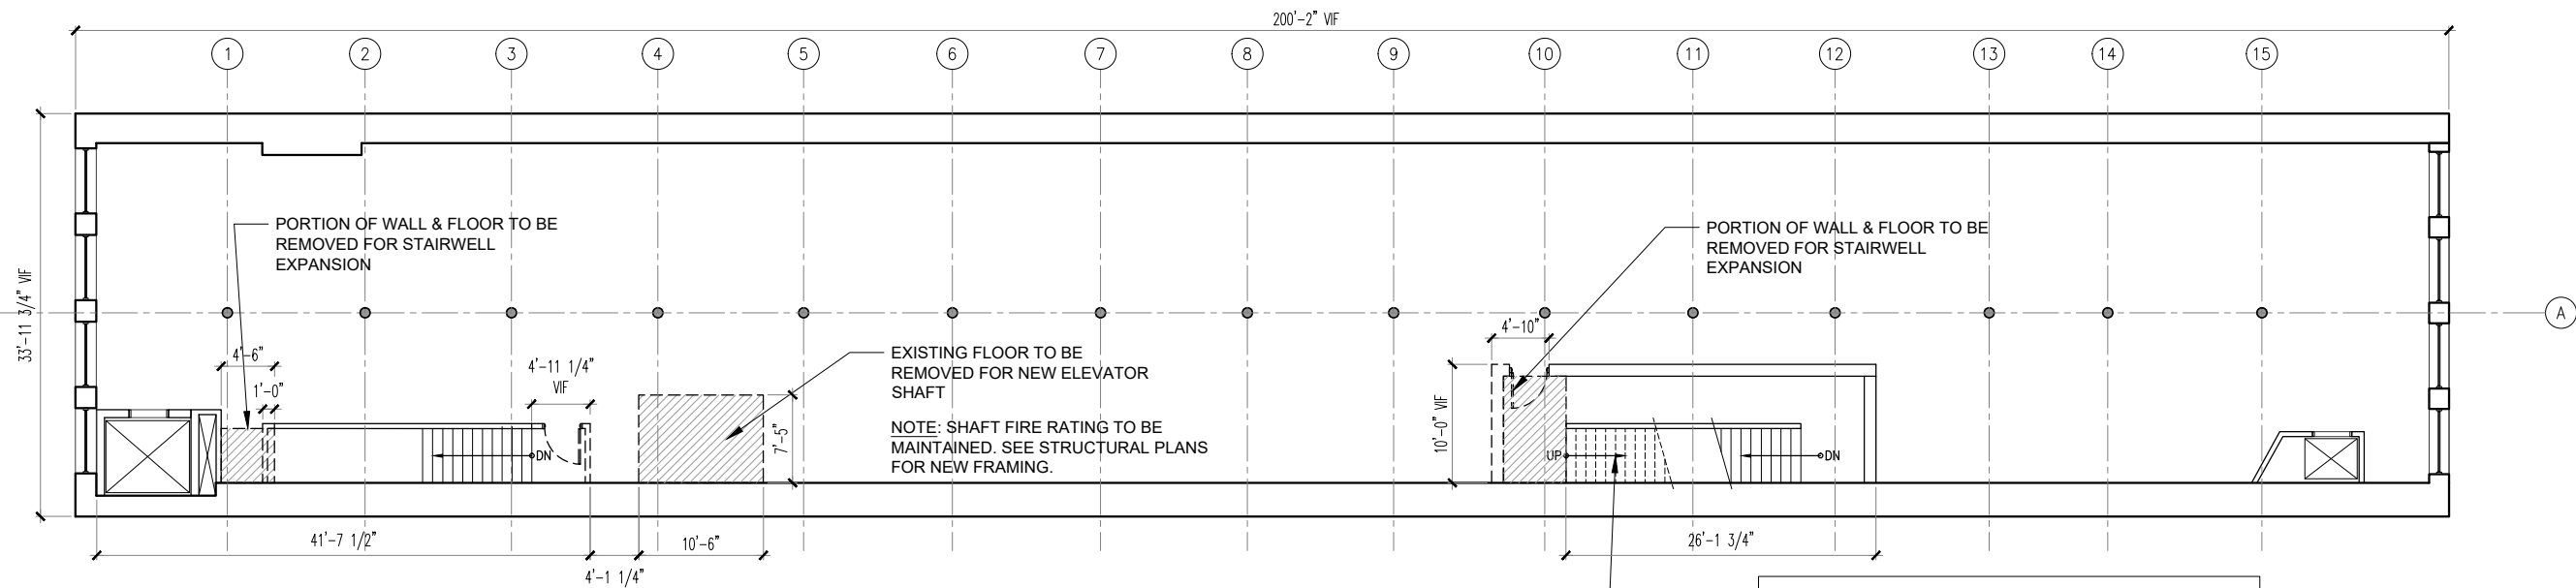 200'-2" VIF
1 2 3 4 5 6 7 8 9 10 11 12 13 14 15
33'-11 3/4" VIF
PORTION OF WALL & FLOOR TO BE
REMOVED FOR STAIRWELL
EXPANSION
PORTION OF WALL & FLOOR TO BE
REMOVED FOR STAIRWELL
EXPANSION
A
4'-6"
1'-0"
4'-11 1/4"
VIF
DN
EXISTING FLOOR TO BE
REMOVED FOR NEW ELEVATOR
SHAFT
NOTE: SHAFT FIRE RATING TO BE
MAINTAINED. SEE STRUCTURAL PLANS
FOR NEW FRAMING.
7'-5"
4'-10"
10'-0" VIF
UP
DN
41'-7 1/2"
4'-1 1/4"
10'-6"
26'-1 3/4"